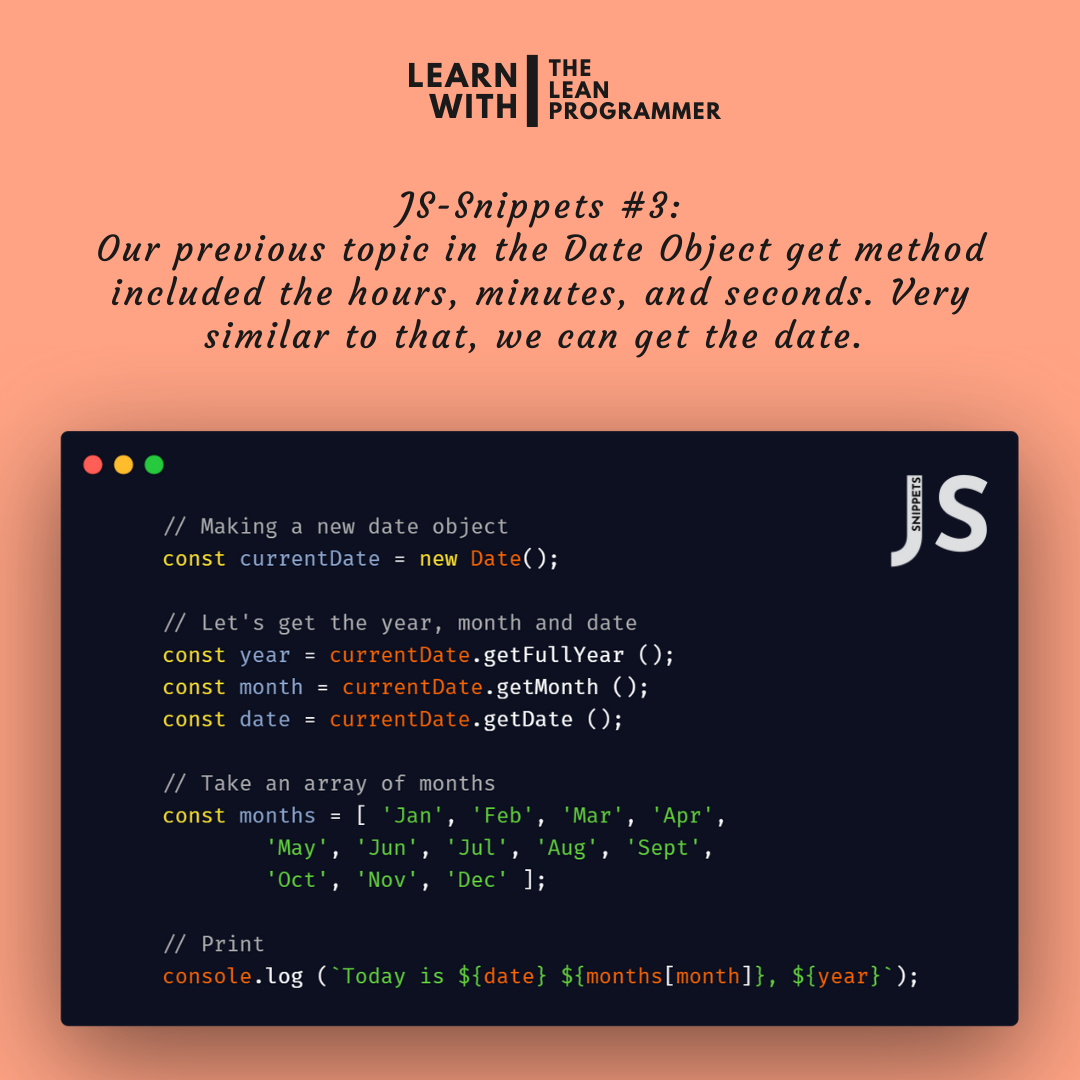 LEARN WITH
THE LEAN PROGRAMMER
JS-Snippets #3:
Our previous topic in the Date Object get method
included the hours, minutes, and seconds. Very
similar to that, we can get the date.
JS
SNIPPETS
// Making a new date object
const currentDate = new Date();
// Let's get the year, month and date
const year = currentDate.getFullYear ();
const month = currentDate.getMonth ();
const date = currentDate.getDate ();
// Take an array of months
const months = [ 'Jan', 'Feb', 'Mar', 'Apr',
'May', 'Jun', 'Jul', 'Aug', 'Sept',
'Oct', 'Nov', 'Dec' ];
// Print
console.log (`Today is ${date} ${months[month]}, ${year}`);